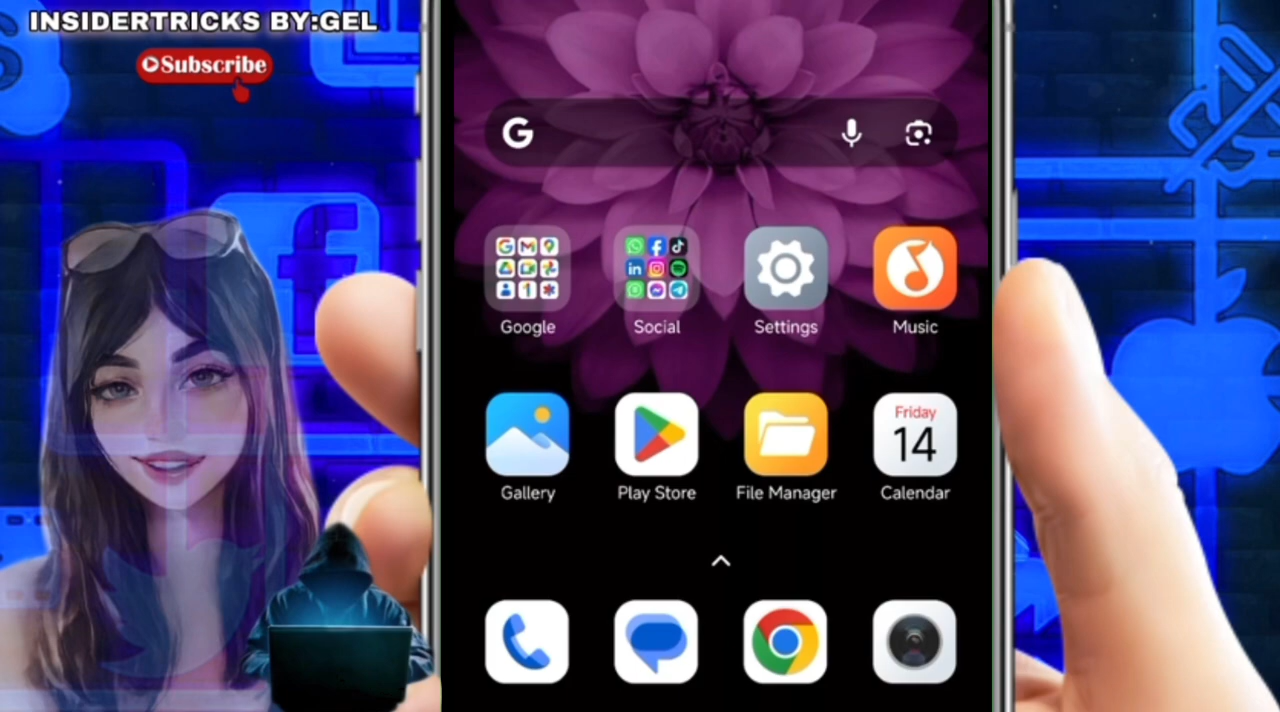 INSIDERTRICKS BY:GEL
Subscribe
Google
Social
Settings
Music
Friday
14
Gallery
Play Store
File Manager
Calendar